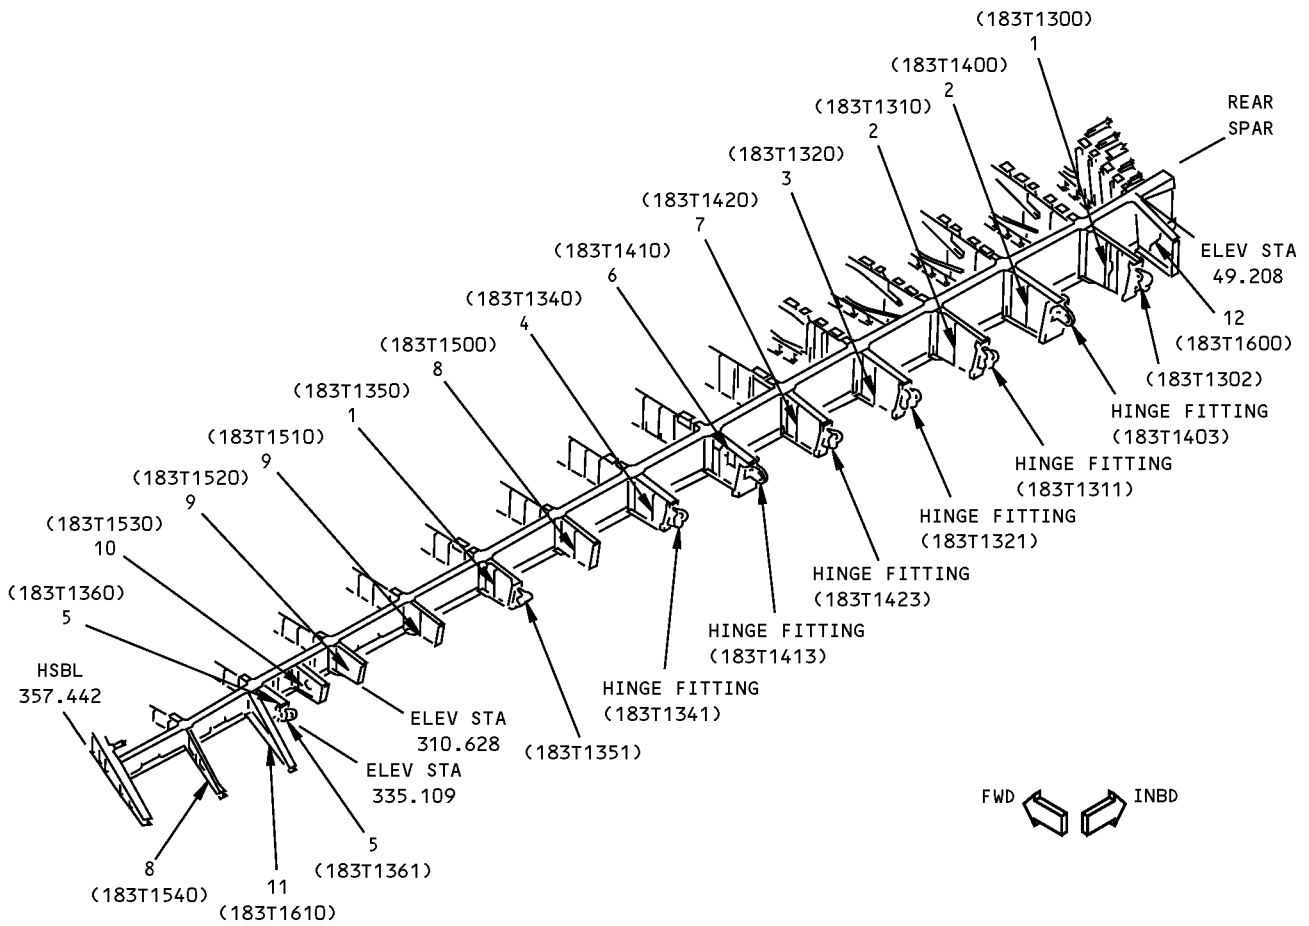 (183T1300)
1
(183T1400)
2
(183T1310)
2
(183T1320)
3
(183T1420)
7
(183T1410)
6
(183T1340)
4
(183T1500)
8
(183T1350)
1
(183T1510)
9
(183T1520)
9
(183T1530)
10
(183T1360)
5
HSBL
357.442
REAR
SPAR
ELEV STA
49.208
12
(183T1600)
(183T1302)
HINGE FITTING
(183T1403)
HINGE FITTING
(183T1311)
HINGE FITTING
(183T1321)
HINGE FITTING
(183T1423)
HINGE FITTING
(183T1413)
HINGE FITTING
(183T1341)
(183T1351)
ELEV STA
310.628
ELEV STA
335.109
5
(183T1361)
11
(183T1610)
8
(183T1540)
FWD
INBD